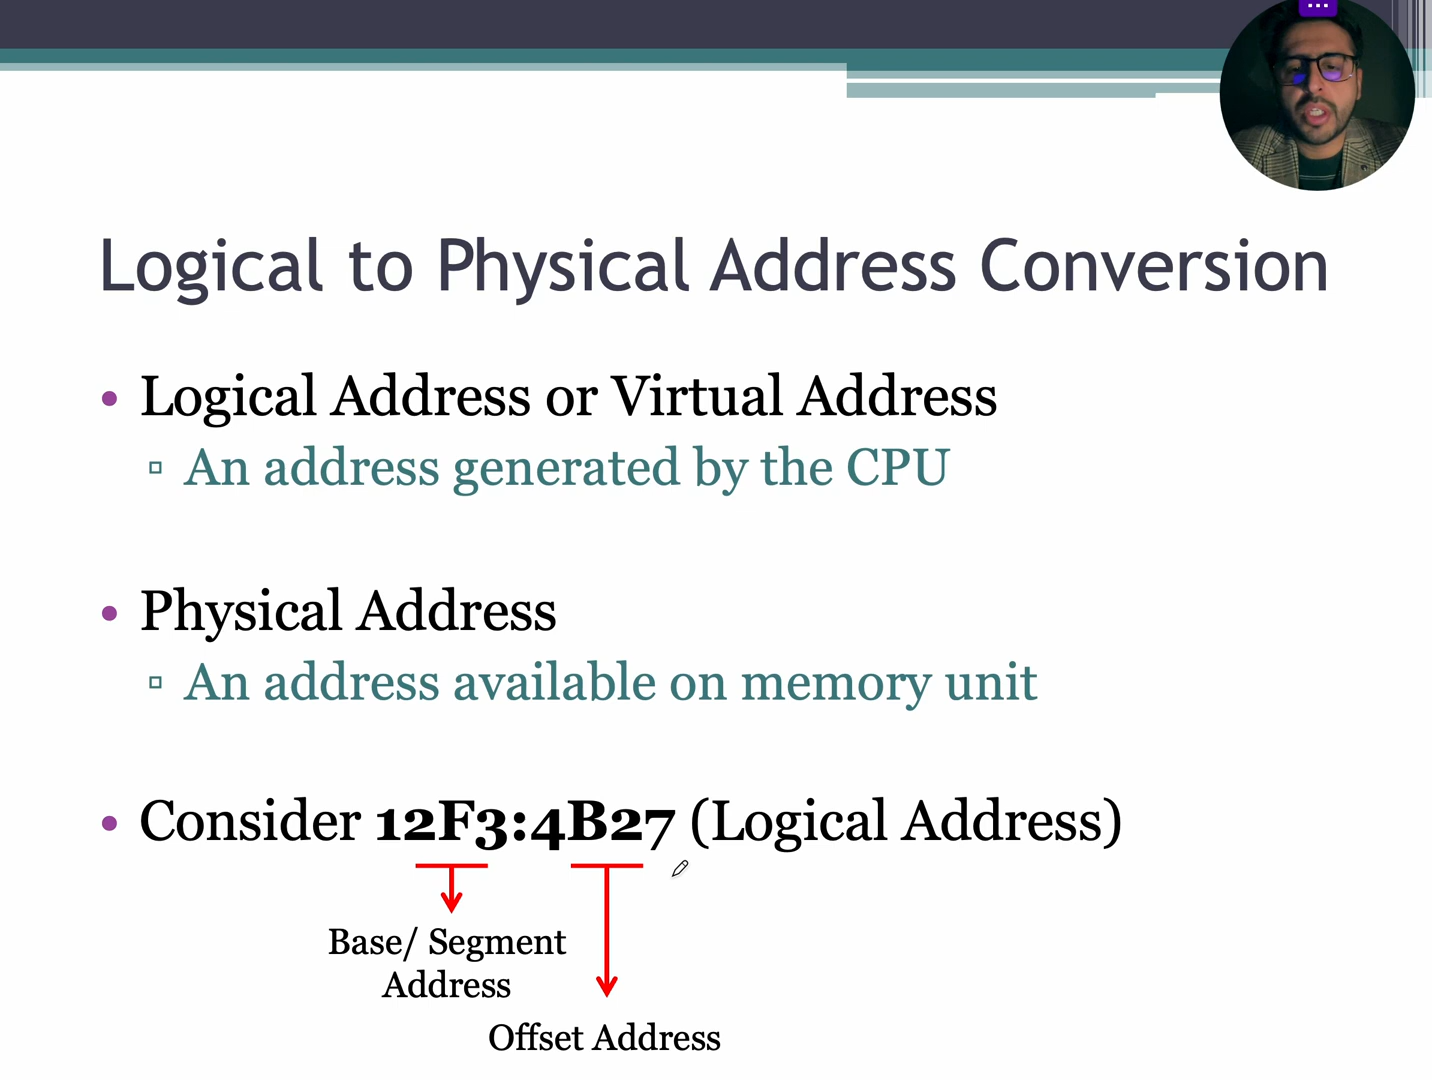 Logical to Physical Address Conversion
• Logical Address or Virtual Address
▫ An address generated by the CPU
• Physical Address
▫ An address available on memory unit
• Consider 12F3:4B27 (Logical Address)
Base/ Segment
Address
Offset Address